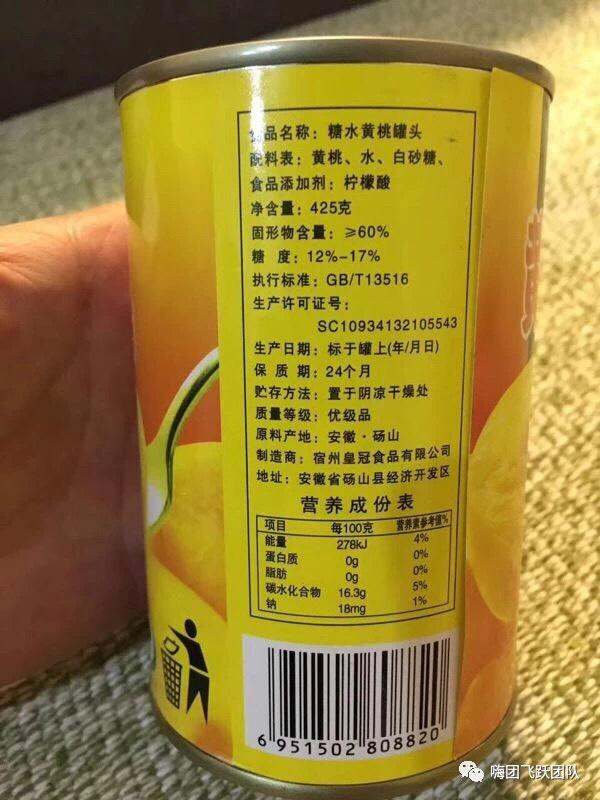 食品名称：糖水黄桃罐头
配料表：黄桃、水、白砂糖、
食品添加剂：柠檬酸
净含量：425克
固形物含量：≥60%
糖 度：12%-17%
执行标准：GB/T13516
生产许可证号：
SC10934132105543
生产日期：标于罐上(年/月日)
保 质 期：24个月
贮存方法：置于阴凉干燥处
质量等级：优级品
原料产地：安徽·砀山
制造商：宿州皇冠食品有限公司
地址：安徽省砀山县经济开发区
营养成份表
项目 每100克 营养素参考值%
能量 278kJ 4%
蛋白质 0g 0%
脂肪 0g 0%
碳水化合物 16.3g 5%
钠 18mg 1%
6 951502 808820
嗨团飞跃团队